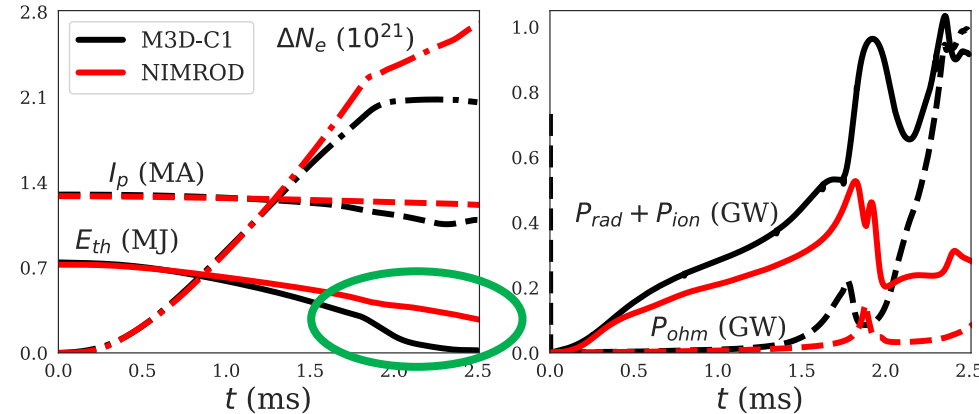 2.8
2.1
1.4
0.7
0.0
M3D-C1
NIMROD
ΔN_e (10^21)
I_p (MA)
E_th (MJ)
0.0 0.5 1.0 1.5 2.0 2.5
t (ms)
1.0
0.8
0.6
0.4
0.2
0.0
P_rad + P_ion (GW)
P_ohm (GW)
0.0 0.5 1.0 1.5 2.0 2.5
t (ms)